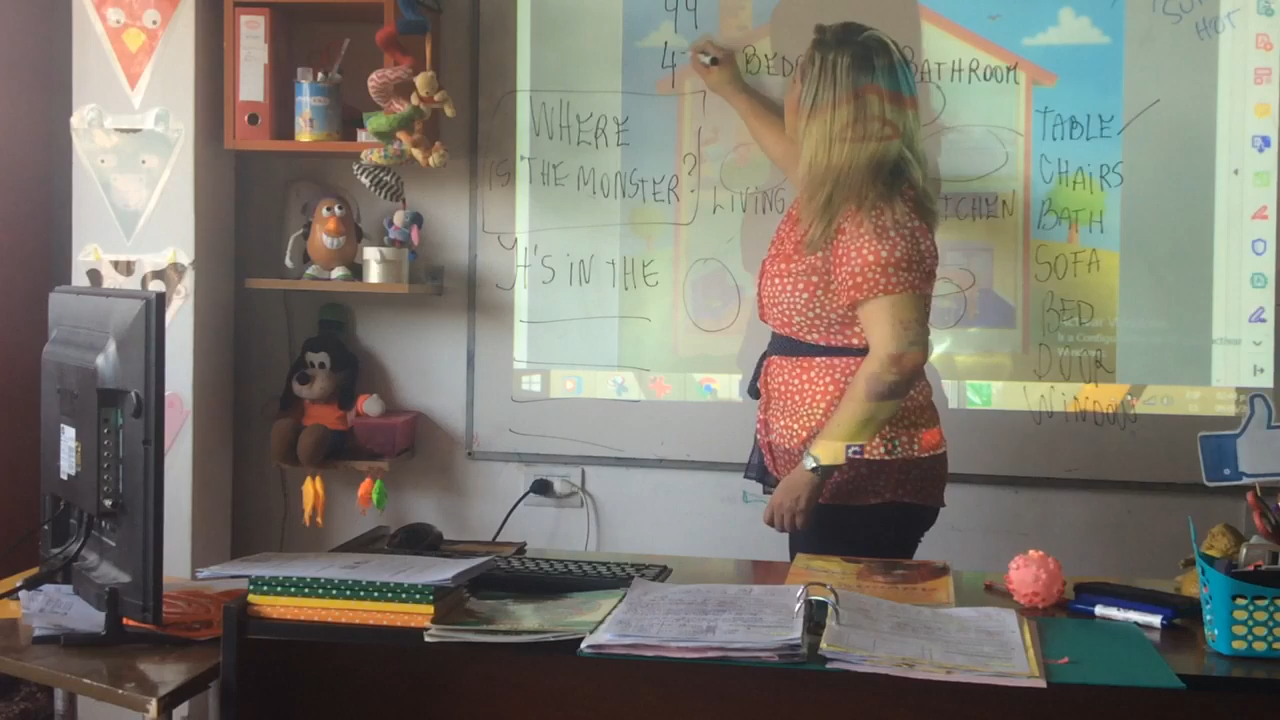 44
HOT
4
BATHROOM
WHERE
IS THE MONSTER?
LIVING
IT'S IN THE
TABLE
CHAIRS
BATH
SOFA
BED
DOOR
WINDOWS